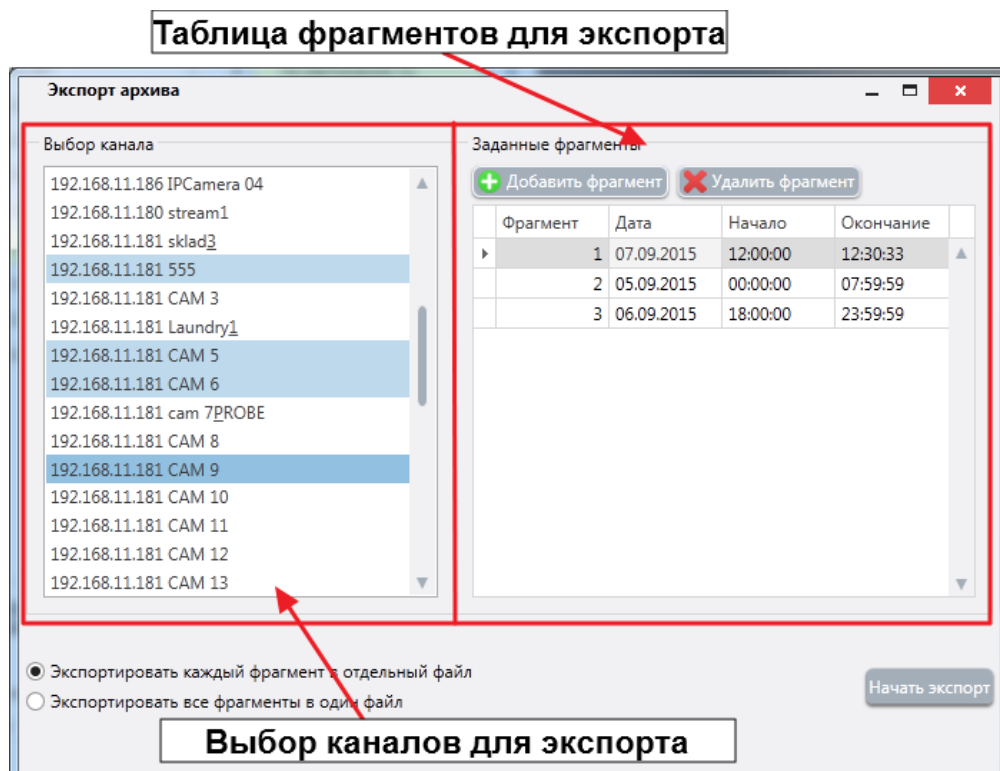 Таблица фрагментов для экспорта
Экспорт архива
Выбор канала
192.168.11.186 IPCamera 04
192.168.11.180 stream1
192.168.11.181 sklad3
192.168.11.181 555
192.168.11.181 CAM 3
192.168.11.181 Laundry1
192.168.11.181 CAM 5
192.168.11.181 CAM 6
192.168.11.181 cam 7PROBE
192.168.11.181 CAM 8
192.168.11.181 CAM 9
192.168.11.181 CAM 10
192.168.11.181 CAM 11
192.168.11.181 CAM 12
192.168.11.181 CAM 13
Заданные фрагменты
Добавить фрагмент Удалить фрагмент
Фрагмент Дата Начало Окончание
1 07.09.2015 12:00:00 12:30:33
2 05.09.2015 00:00:00 07:59:59
3 06.09.2015 18:00:00 23:59:59
Экспортировать каждый фрагмент в отдельный файл
Экспортировать все фрагменты в один файл
Начать экспорт
Выбор каналов для экспорта